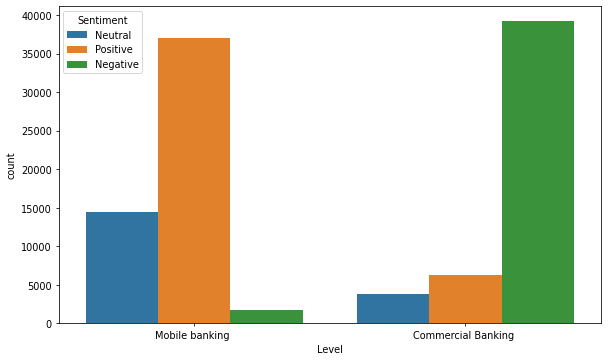 Sentiment
Neutral
Positive
Negative
40000
35000
30000
25000
20000
15000
10000
5000
0
count
Mobile banking
Commercial Banking
Level